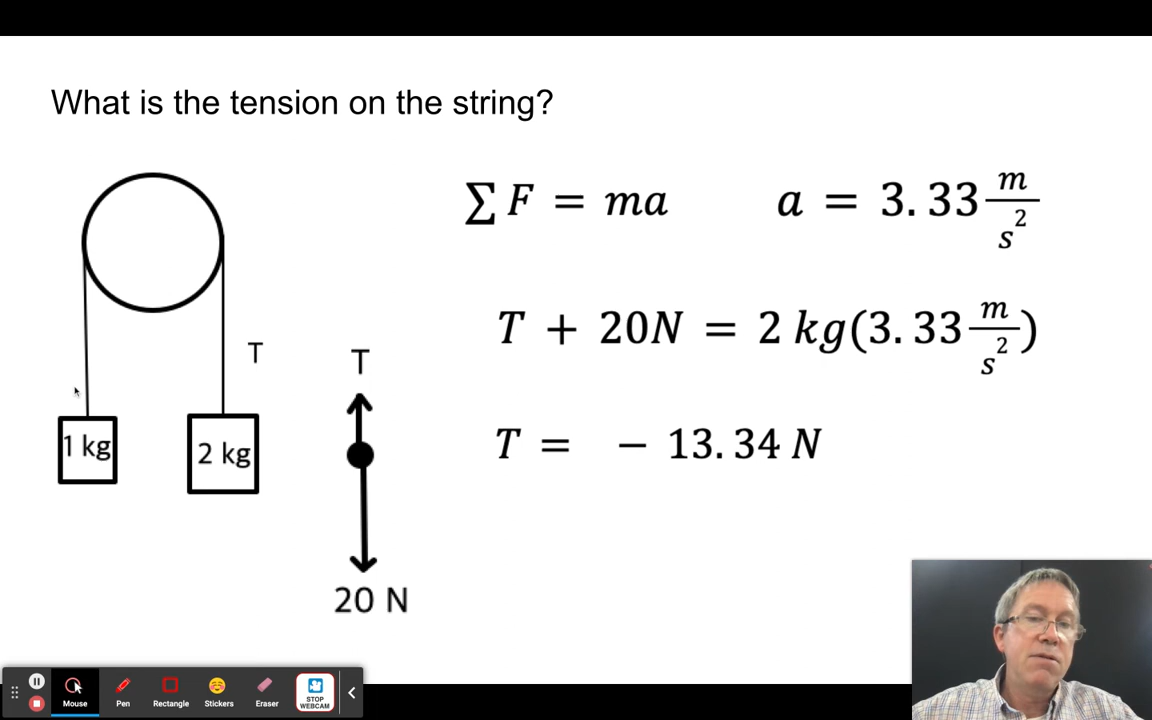 What is the tension on the string?
∑F = ma a = 3.33 m/s²
T + 20N = 2 kg(3.33 m/s²)
T = − 13.34 N
T
T
1 kg
2 kg
20 N
Mouse
Pen
Rectangle
Stickers
Eraser
STOP
WEBCAM